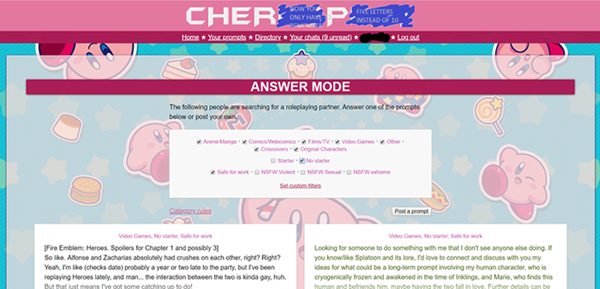 CHER P
NOW YOU
ONLY HAVE
FIVE LETTERS
INSTEAD OF 10
Home ★ Your prompts ★ Directory ★ Your chats (9 unread) ★ ★ Log out
ANSWER MODE
The following people are searching for a roleplaying partner. Answer one of the prompts
below or post your own.
Anime/Manga • Comics/Webcomics • Films/TV • Video Games • Other •
Crossovers • Original Characters
Starter • No starter
Safe for work • NSFW Violent • NSFW Sexual • NSFW extreme
Set custom filters
Category rules
Post a prompt
Video Games, No starter, Safe for work
[Fire Emblem: Heroes. Spoilers for Chapter 1 and possibly 3]
So like. Alfonse and Zacharias absolutely had crushes on each other, right? Right?
Yeah, I'm like (checks date) probably a year or two late to the party, but I've been
replaying Heroes lately, and man... the interaction between the two is kinda gay, huh.
But that just means I've got some catching up to do!
Video Games, No starter, Safe for work
Looking for someone to do something with me that I don't see anyone else doing. If
you know/like Splatoon and its lore, I'd love to connect and discuss with you my
ideas for what could be a long-term prompt involving my human character, who is
cryogenically frozen and awakened in the time of Inklings, and Marie, who finds this
human and befriends him, maybe having the two fall in love. Further details can be